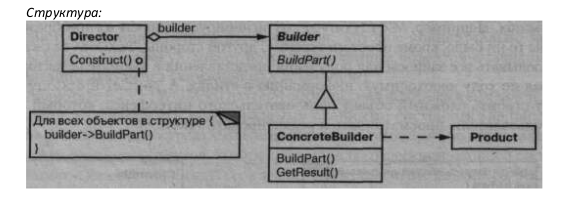 Структура:
builder
Director
Builder
Construct()
BuildPart()
Для всех объектов в структуре {
builder->BuildPart()
}
ConcreteBuilder
Product
BuildPart()
GetResult()